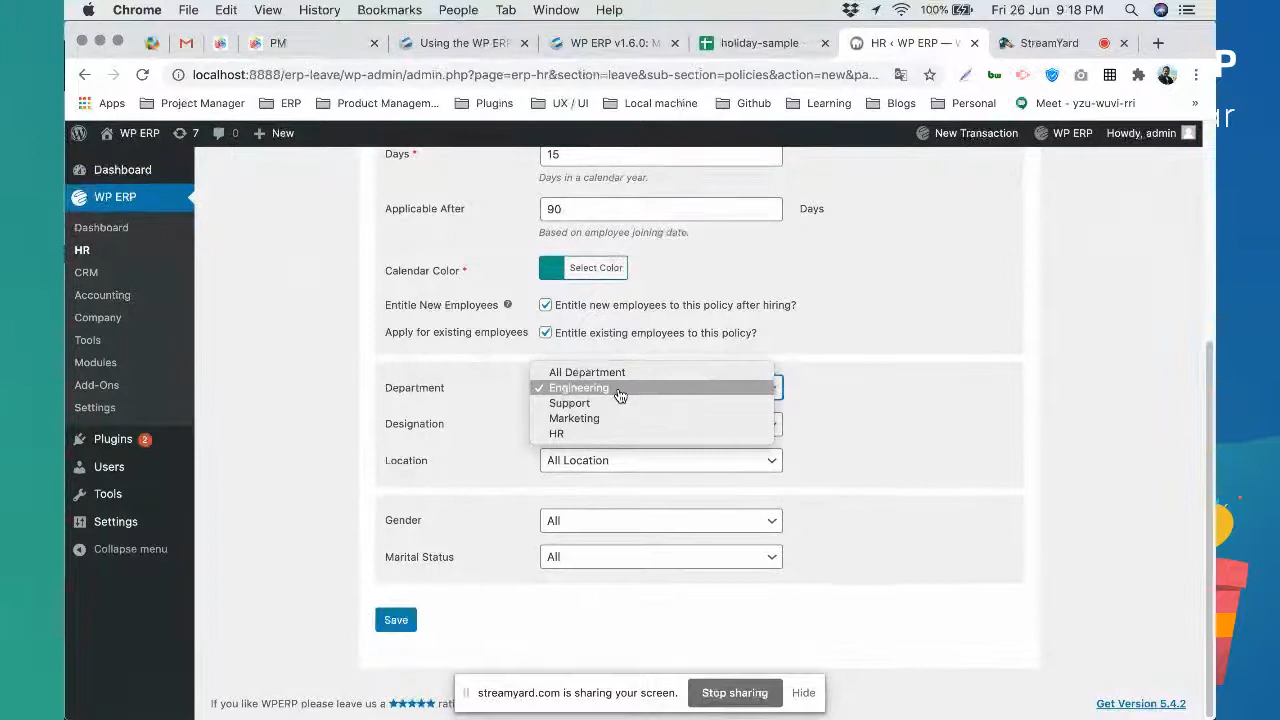 Chrome File Edit View History Bookmarks People Tab Window Help 100% Fri 26 Jun 9:18 PM
PM Using the WP ERP WP ERP v1.6.0: M holiday-sample HR ‹ WP ERP — W StreamYard
localhost:8888/erp-leave/wp-admin/admin.php?page=erp-hr&section=leave&sub-section=policies&action=new&pa...
Apps Project Manager ERP Product Managem... Plugins UX / UI Local machine Github Learning Blogs Personal Meet - yzu-wuvi-rri »
WP ERP 7 0 New New Transaction WP ERP Howdy, admin
Dashboard
WP ERP
Dashboard
HR
CRM
Accounting
Company
Tools
Modules
Add-Ons
Settings
Plugins 2
Users
Tools
Settings
Collapse menu
Days * 15
Days in a calendar year.
Applicable After 90 Days
Based on employee joining date.
Calendar Color * Select Color
Entitle New Employees Entitle new employees to this policy after hiring?
Apply for existing employees Entitle existing employees to this policy?
Department
All Department
Engineering
Support
Marketing
HR
Designation
Location All Location
Gender All
Marital Status All
Save
If you like WPERP please leave us a ★★★★★ rat
Get Version 5.4.2
streamyard.com is sharing your screen. Stop sharing Hide
P
ar